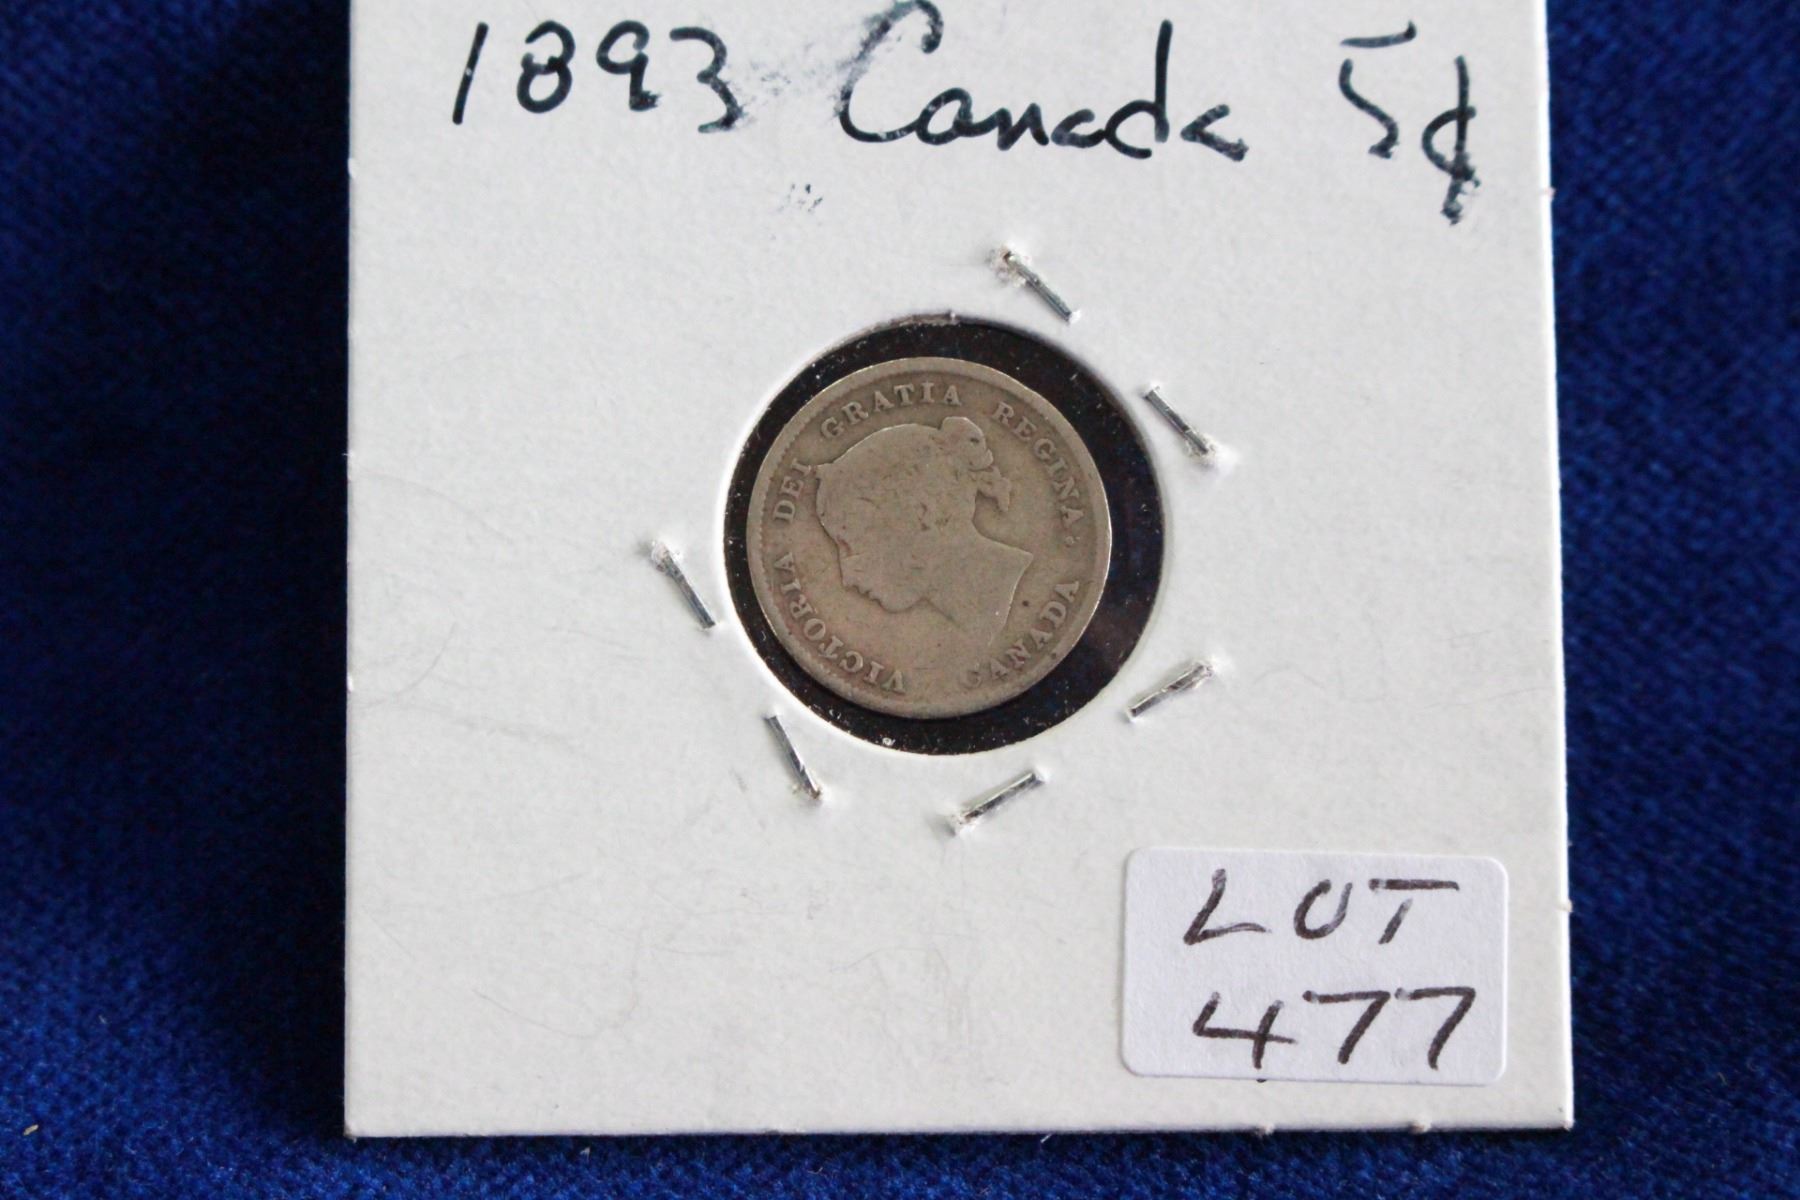 1893 Canada 5¢
VICTORIA DEI GRATIA REGINA.
CANADA
LOT
477